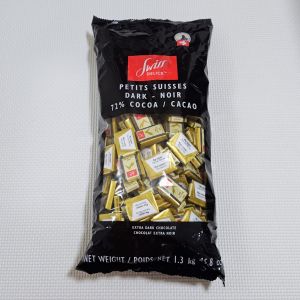 Swiss
DELICE
PETITS SUISSES
DARK - NOIR
72% COCOA / CACAO
EXTRA DARK CHOCOLATE
CHOCOLAT EXTRA NOIR
NET WEIGHT / POIDS NET 1.3 kg